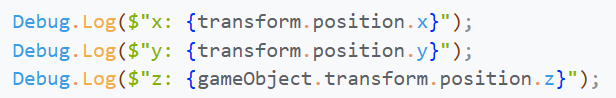 Debug.Log($"x: {transform.position.x}");
Debug.Log($"y: {transform.position.y}");
Debug.Log($"z: {gameObject.transform.position.z}");